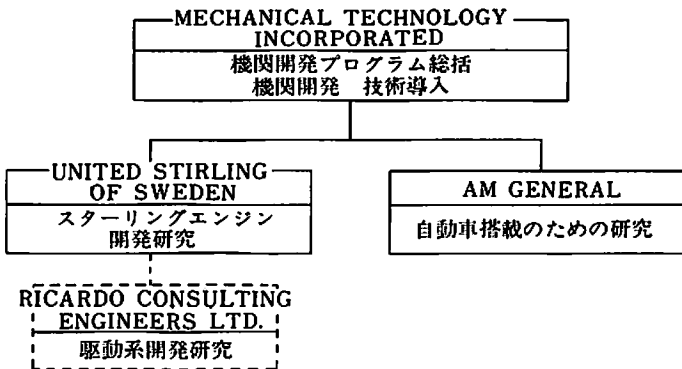 MECHANICAL TECHNOLOGY
INCORPORATED
機関開発プログラム総括
機関開発 技術導入
UNITED STIRLING
OF SWEDEN
スターリングエンジン
開発研究
AM GENERAL
自動車搭載のための研究
RICARDO CONSULTING
ENGINEERS LTD.
駆動系開発研究